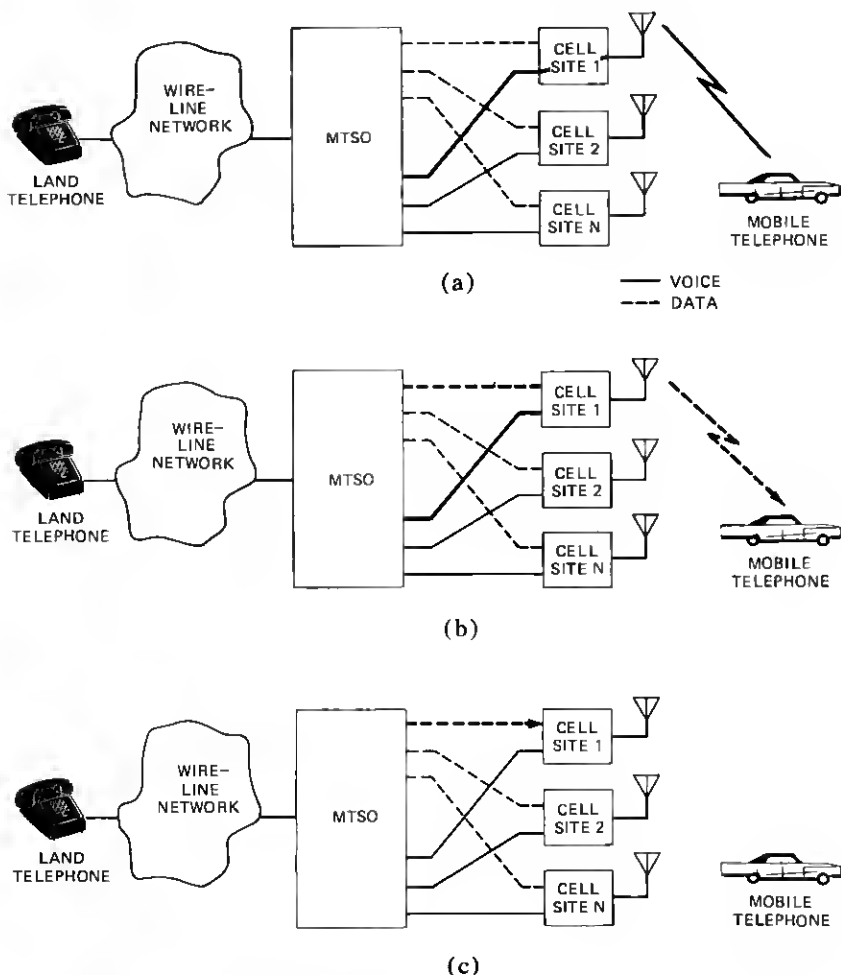 CELL
SITE 1
WIRE-
LINE
NETWORK
MTSO
CELL
SITE 2
LAND
TELEPHONE
CELL
SITE N
MOBILE
TELEPHONE
(a)
VOICE
DATA
CELL
SITE 1
WIRE-
LINE
NETWORK
MTSO
CELL
SITE 2
LAND
TELEPHONE
CELL
SITE N
MOBILE
TELEPHONE
(b)
CELL
SITE 1
WIRE-
LINE
NETWORK
MTSO
CELL
SITE 2
LAND
TELEPHONE
CELL
SITE N
MOBILE
TELEPHONE
(c)